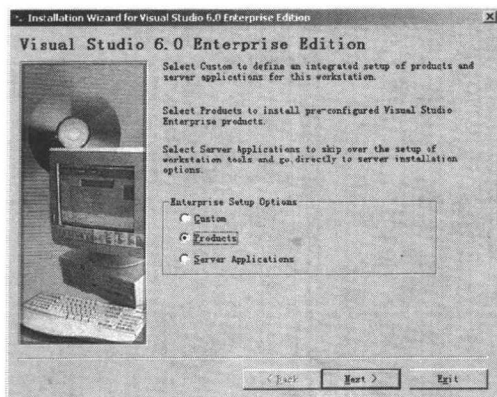 Installation Wizard for Visual Studio 6.0 Enterprise Edition
Visual Studio 6.0 Enterprise Edition
Select Custom to define an integrated setup of products and
server applications for this workstation.
Select Products to install pre-configured Visual Studio
Enterprise products.
Select Server Applications to skip over the setup of
workstation tools and go directly to server installation
options.
Enterprise Setup Options
Custom
Products
Server Applications
< Back
Next >
Exit